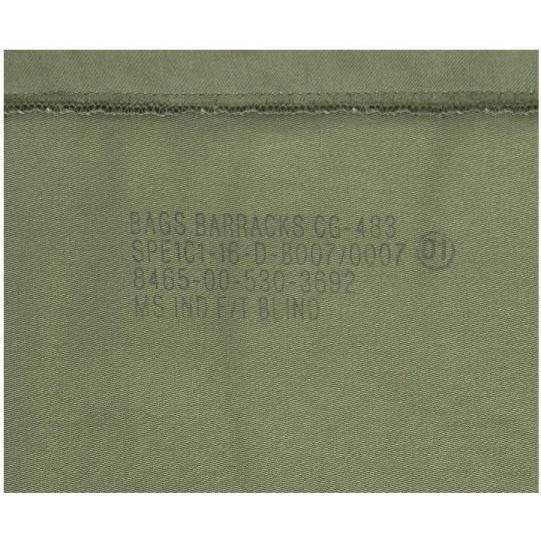 BAGS BARRACKS CG-483
SPE1C1-16-D-B007/0007 01
8465-00-530-3692
MS IND F/T BLIND